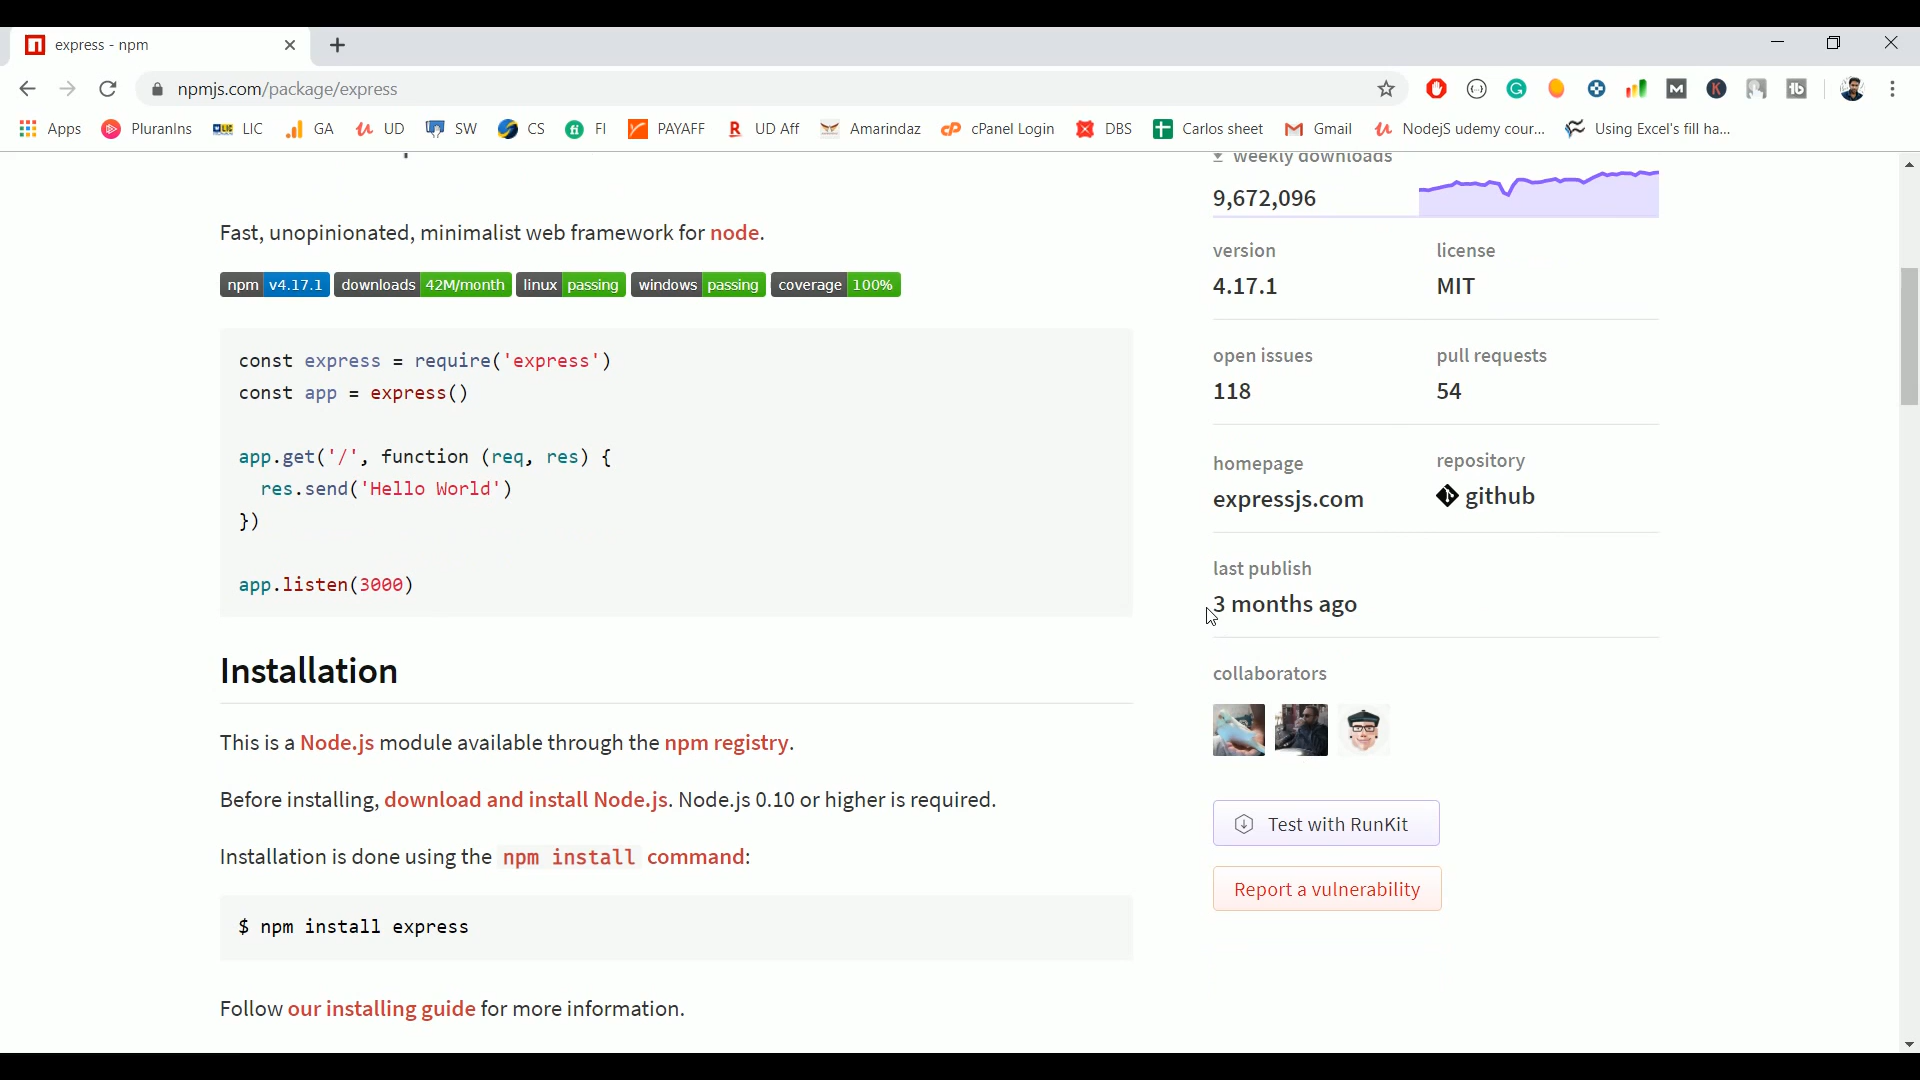 express - npm
npmjs.com/package/express
Apps PluranIns LIC GA UD SW CS FI PAYAFF UD Aff Amarindaz cPanel Login DBS Carlos sheet Gmail NodejS udemy cour... Using Excel's fill ha...
weekly downloads
9,672,096
Fast, unopinionated, minimalist web framework for node.
npm v4.17.1 downloads 42M/month linux passing windows passing coverage 100%
const express = require('express')
const app = express()
app.get('/', function (req, res) {
res.send('Hello World')
})
app.listen(3000)
Installation
This is a Node.js module available through the npm registry.
Before installing, download and install Node.js. Node.js 0.10 or higher is required.
Installation is done using the npm install command:
$ npm install express
Follow our installing guide for more information.
version license
4.17.1 MIT
open issues pull requests
118 54
homepage repository
expressjs.com github
last publish
3 months ago
collaborators
Test with RunKit
Report a vulnerability